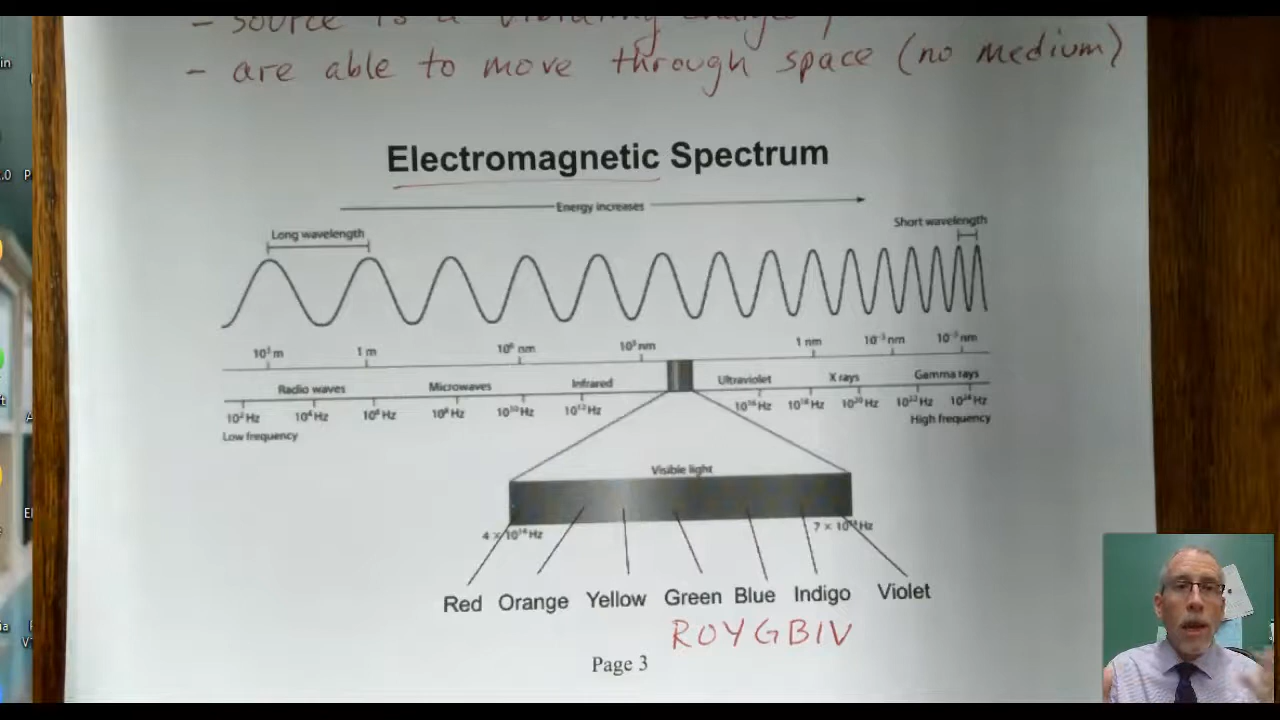 - source is a vibrating charge
- are able to move through space (no medium)
Electromagnetic Spectrum
Energy increases
Short wavelength
Long wavelength
10³ m 1 m 10⁶ nm 10³ nm 1 nm 10⁻³ nm 10⁻⁵ nm
Radio waves Microwaves Infrared Ultraviolet X rays Gamma rays
10² Hz 10⁴ Hz 10⁶ Hz 10⁸ Hz 10¹⁰ Hz 10¹² Hz 10¹⁶ Hz 10¹⁸ Hz 10²⁰ Hz 10²² Hz 10²⁴ Hz
Low frequency High frequency
Visible light
4 × 10¹⁴ Hz 7 × 10¹⁴ Hz
Red Orange Yellow Green Blue Indigo Violet
ROYGBIV
Page 3